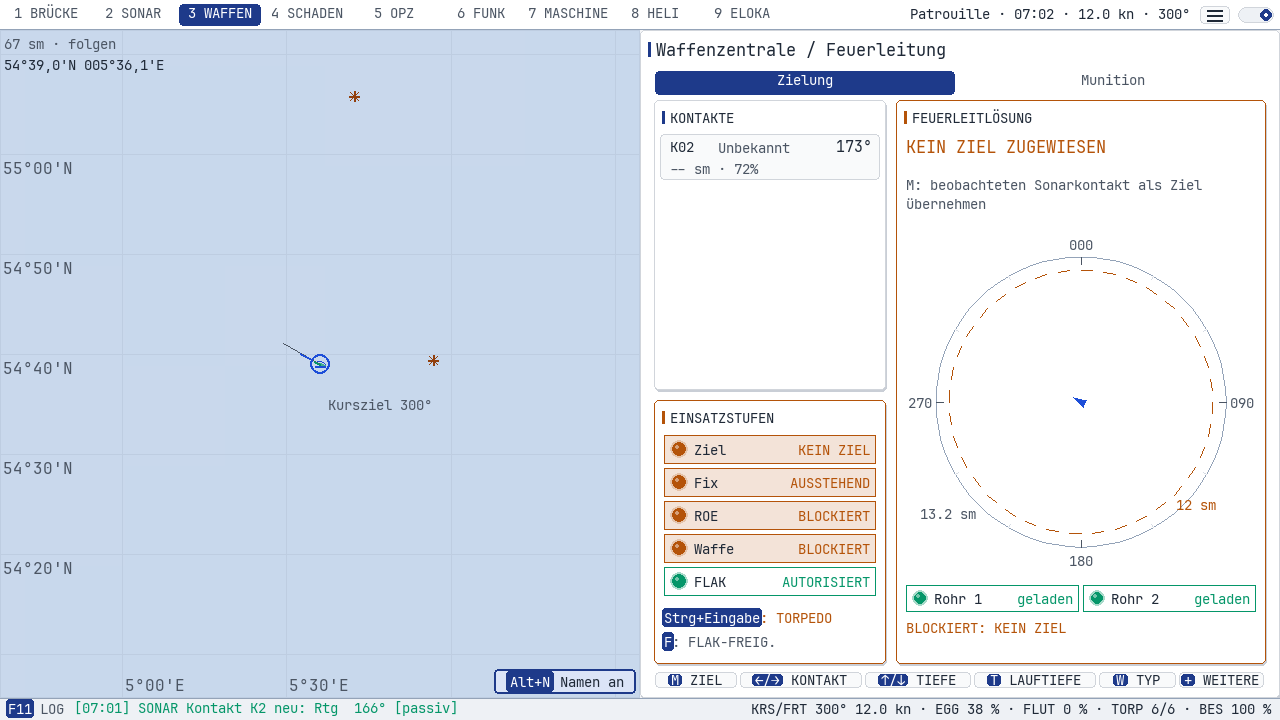 1 BRÜCKE 2 SONAR 3 WAFFEN 4 SCHADEN 5 OPZ 6 FUNK 7 MASCHINE 8 HELI 9 ELOKA Patrouille · 07:02 · 12.0 kn · 300°
67 sm · folgen
54°39,0'N 005°36,1'E
55°00'N
54°50'N
54°40'N
Kursziel 300°
54°30'N
54°20'N
5°00'E 5°30'E
Alt+N Namen an
Waffenzentrale / Feuerleitung
Zielung Munition
KONTAKTE
K02 Unbekannt 173°
-- sm · 72%
EINSATZSTUFEN
Ziel KEIN ZIEL
Fix AUSSTEHEND
ROE BLOCKIERT
Waffe BLOCKIERT
FLAK AUTORISIERT
Strg+Eingabe: TORPEDO
F: FLAK-FREIG.
FEUERLEITLÖSUNG
KEIN ZIEL ZUGEWIESEN
M: beobachteten Sonarkontakt als Ziel
übernehmen
000
270 090
12 sm
13.2 sm
180
Rohr 1 geladen Rohr 2 geladen
BLOCKIERT: KEIN ZIEL
M ZIEL ←/→ KONTAKT ↑/↓ TIEFE T LAUFTIEFE W TYP + WEITERE
F11 LOG [07:01] SONAR Kontakt K2 neu: Rtg 166° [passiv] KRS/FRT 300° 12.0 kn · EGG 38 % · FLUT 0 % · TORP 6/6 · BES 100 %